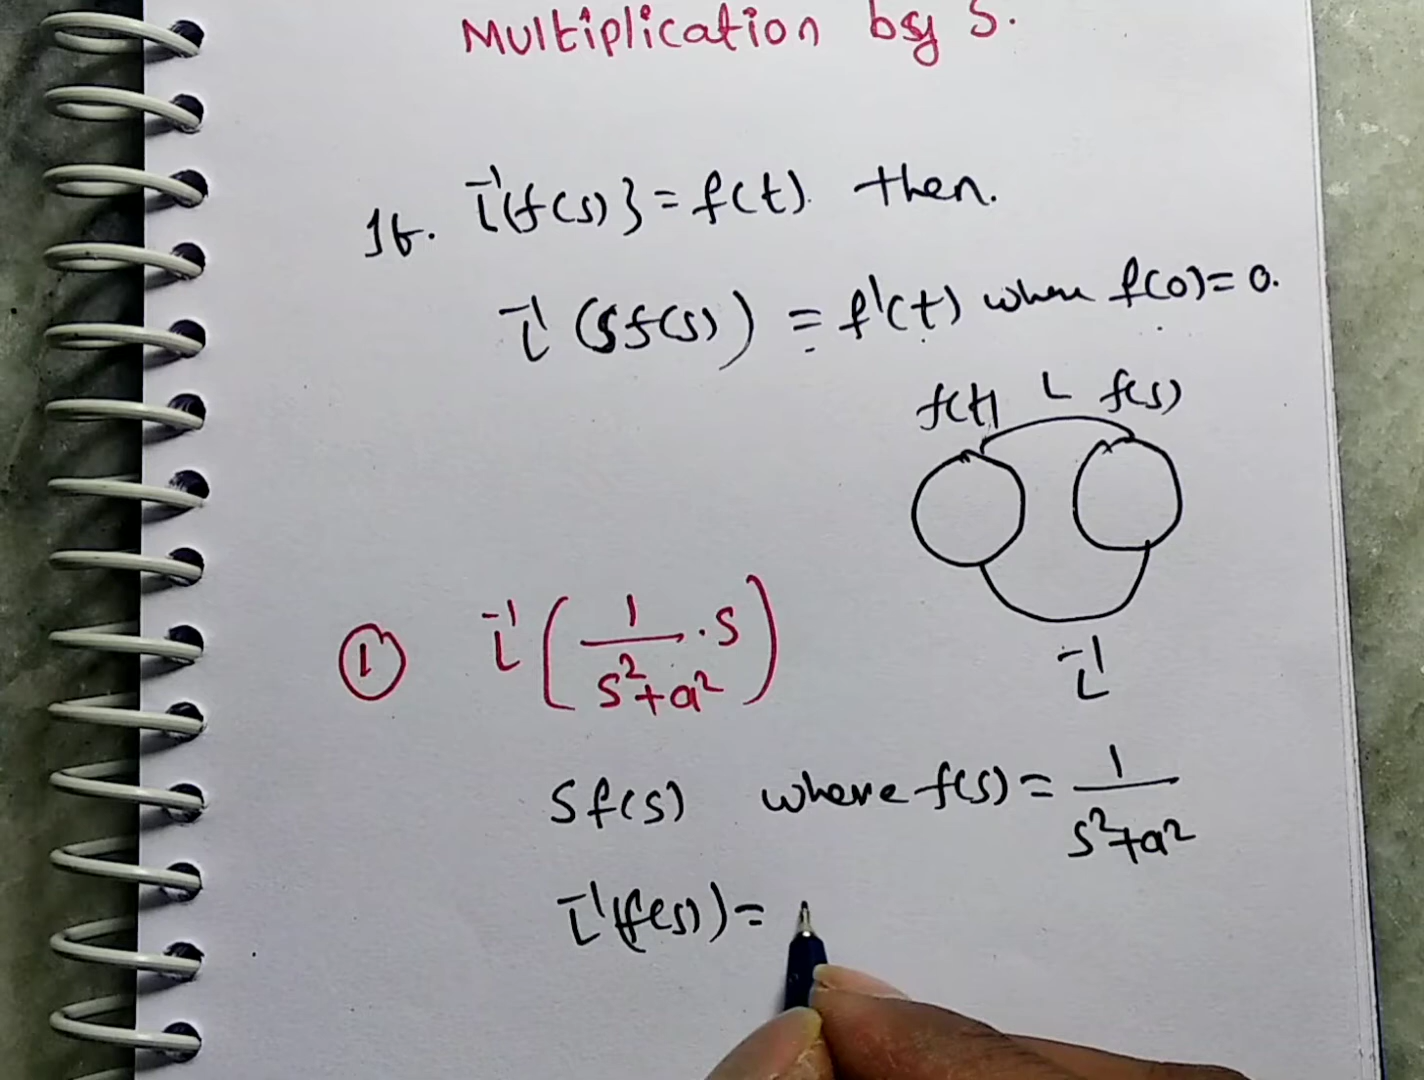 Multiplication by S.
If. L⁻¹{f(s)} = f(t). then.
L⁻¹(Sf(s)) = f'(t) where f(0) = 0.
f(t) L f(s)
L⁻¹
① L⁻¹(1/(s²+a²) · s)
Sf(s) where f(s) = 1/(s²+a²)
L⁻¹(f(s)) =